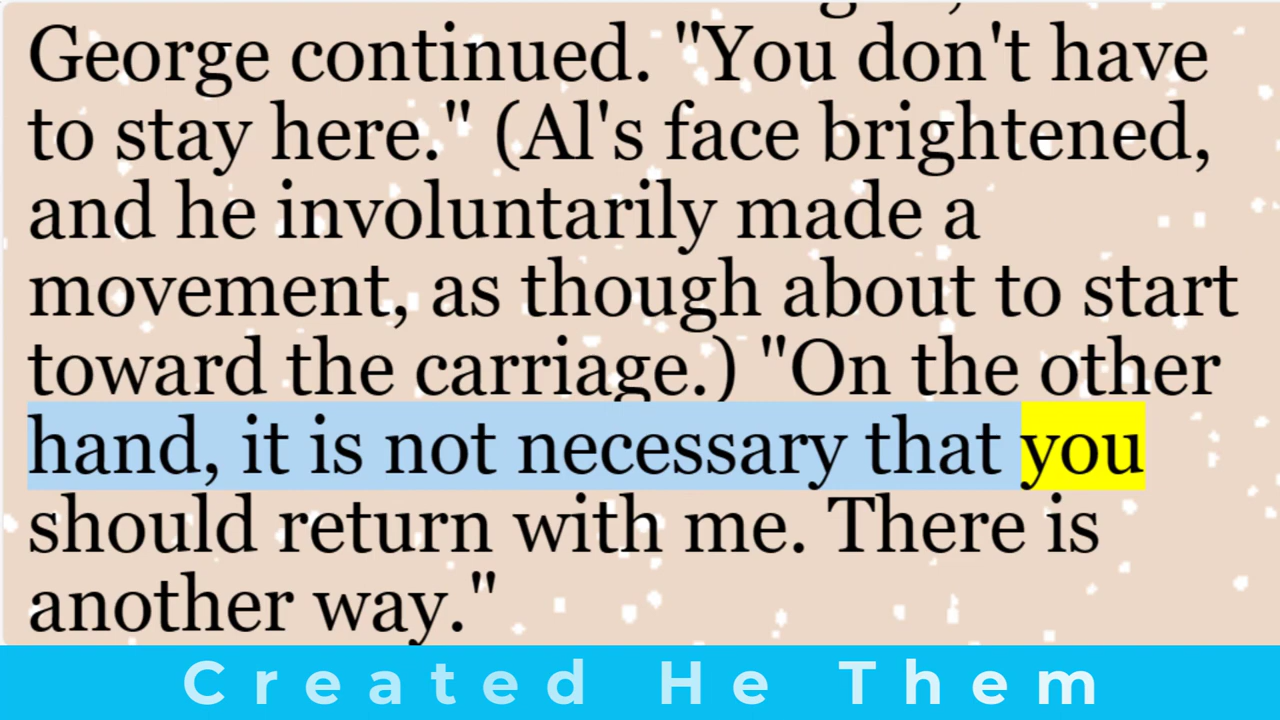 George continued. "You don't have
to stay here." (Al's face brightened,
and he involuntarily made a
movement, as though about to start
toward the carriage.) "On the other
hand, it is not necessary that you
should return with me. There is
another way."
Created He Them